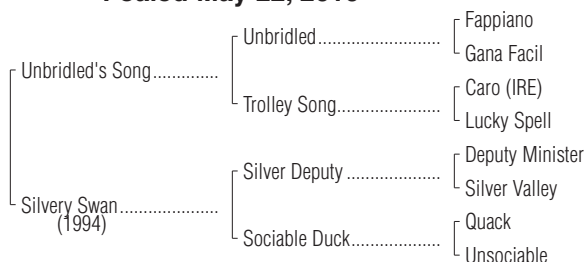 Foaled May 22,
Fappiano
Unbridled
Gana Facil
Unbridled's Song
Caro (IRE)
Trolley Song
Lucky Spell
Deputy Minister
Silver Deputy
Silver Valley
Silvery Swan
(1994)
Quack
Sociable Duck
Unsociable